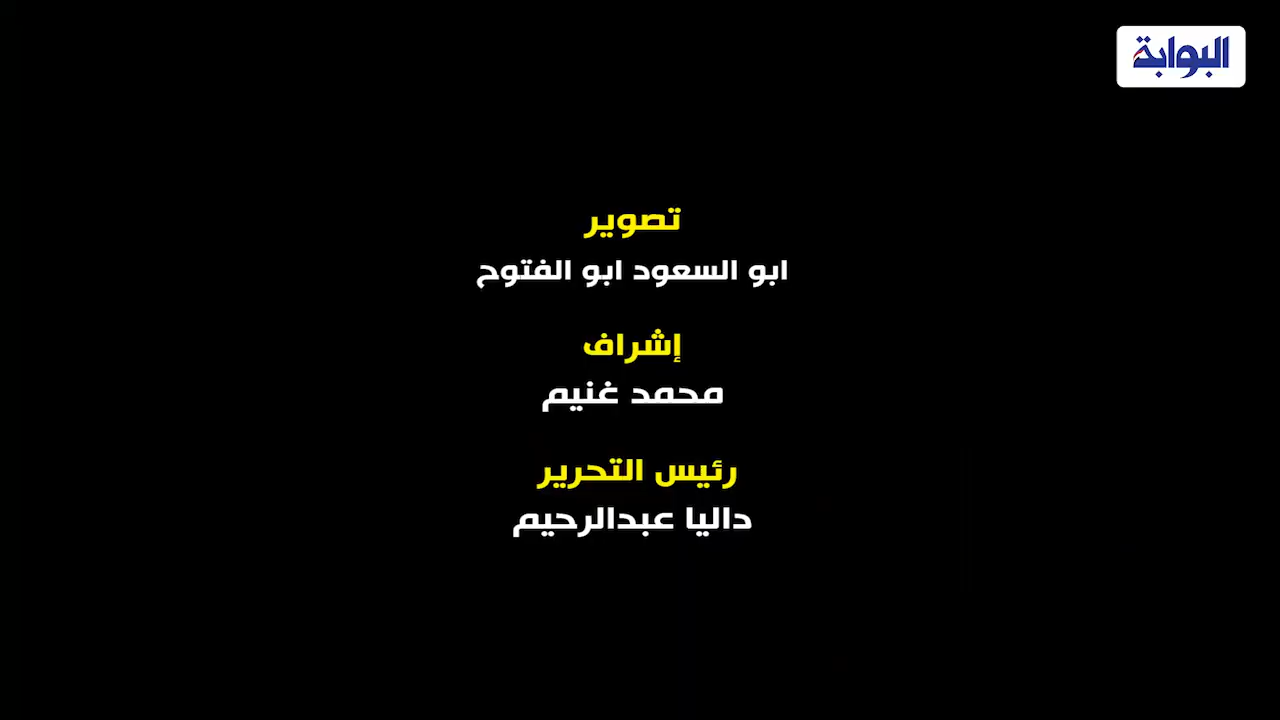 البوابة
تصوير
ابو السعود ابو الفتوح
إشراف
محمد غنيم
رئيس التحرير
داليا عبدالرحيم